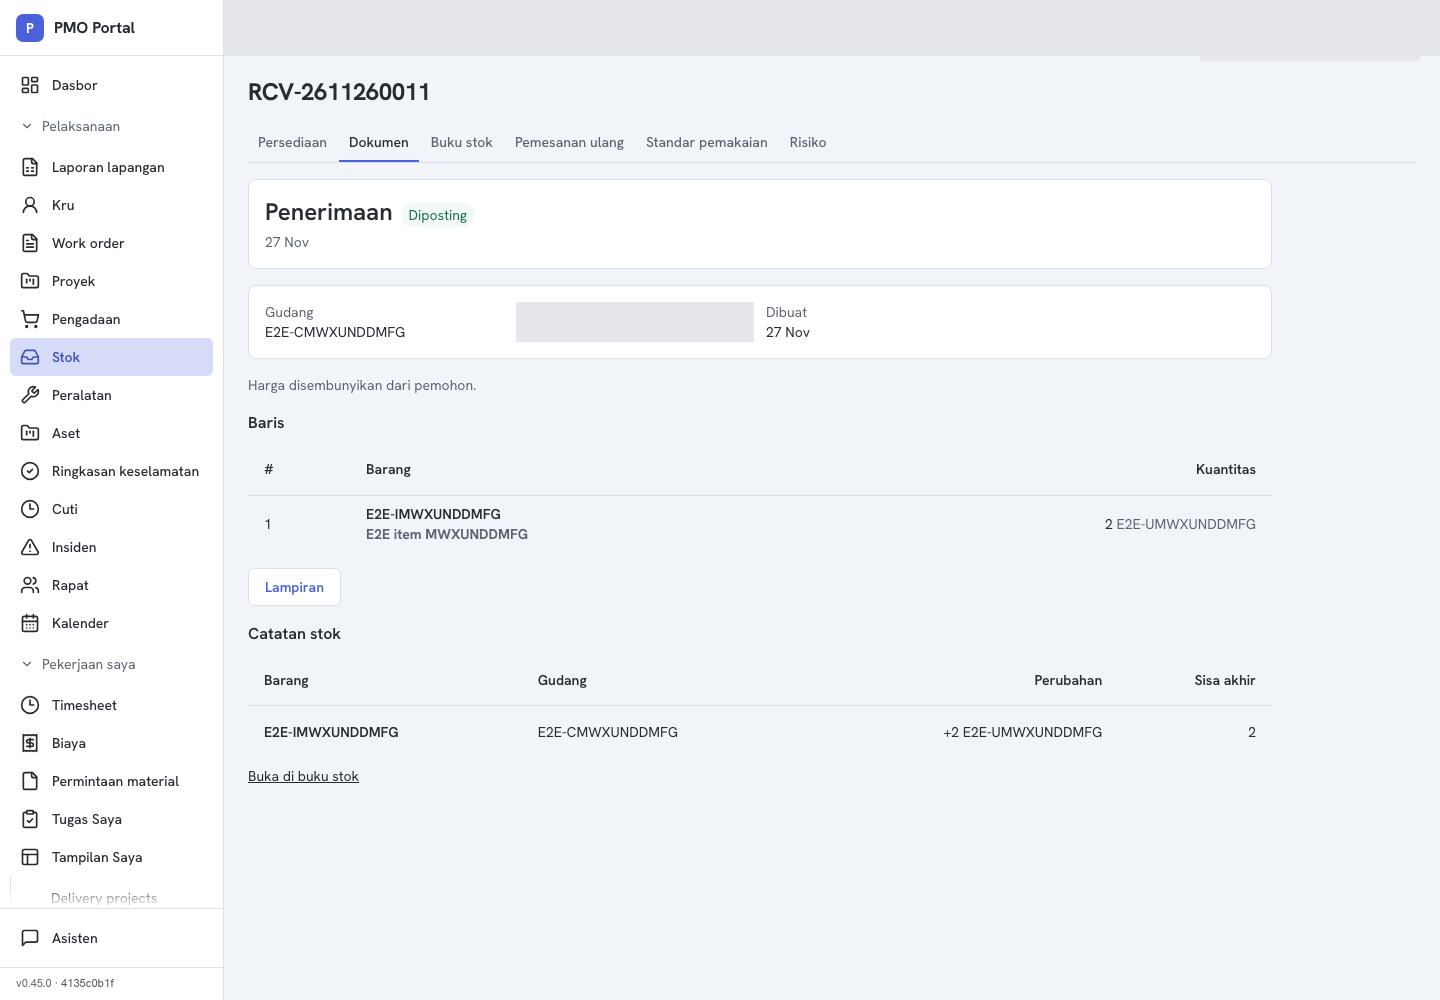 P PMO Portal
Dasbor
Pelaksanaan
Laporan lapangan
Kru
Work order
Proyek
Pengadaan
Stok
Peralatan
Aset
Ringkasan keselamatan
Cuti
Insiden
Rapat
Kalender
Pekerjaan saya
Timesheet
Biaya
Permintaan material
Tugas Saya
Tampilan Saya
Delivery projects
Asisten
v0.45.0 · 4135c0b1f
RCV-2611260011
Persediaan Dokumen Buku stok Pemesanan ulang Standar pemakaian Risiko
Penerimaan Diposting
27 Nov
Gudang Dibuat
E2E-CMWXUNDDMFG 27 Nov
Harga disembunyikan dari pemohon.
Baris
# Barang Kuantitas
1 E2E-IMWXUNDDMFG 2 E2E-UMWXUNDDMFG
E2E item MWXUNDDMFG
Lampiran
Catatan stok
Barang Gudang Perubahan Sisa akhir
E2E-IMWXUNDDMFG E2E-CMWXUNDDMFG +2 E2E-UMWXUNDDMFG 2
Buka di buku stok